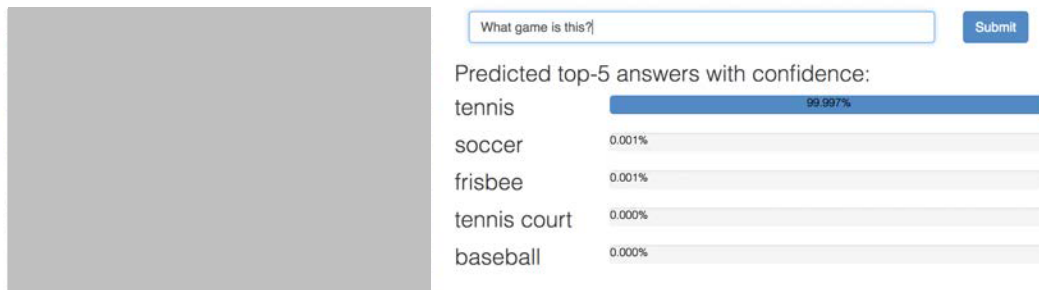 What game is this?
Submit
Predicted top-5 answers with confidence:
tennis 99.997%
soccer 0.001%
frisbee 0.001%
tennis court 0.000%
baseball 0.000%